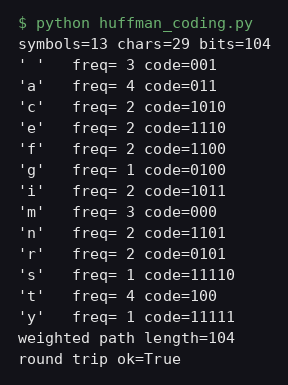 $ python huffman_coding.py
symbols=13 chars=29 bits=104
' '   freq= 3 code=001
'a'   freq= 4 code=011
'c'   freq= 2 code=1010
'e'   freq= 2 code=1110
'f'   freq= 2 code=1100
'g'   freq= 1 code=0100
'i'   freq= 2 code=1011
'm'   freq= 3 code=000
'n'   freq= 2 code=1101
'r'   freq= 2 code=0101
's'   freq= 1 code=11110
't'   freq= 4 code=100
'y'   freq= 1 code=11111
weighted path length=104
round trip ok=True